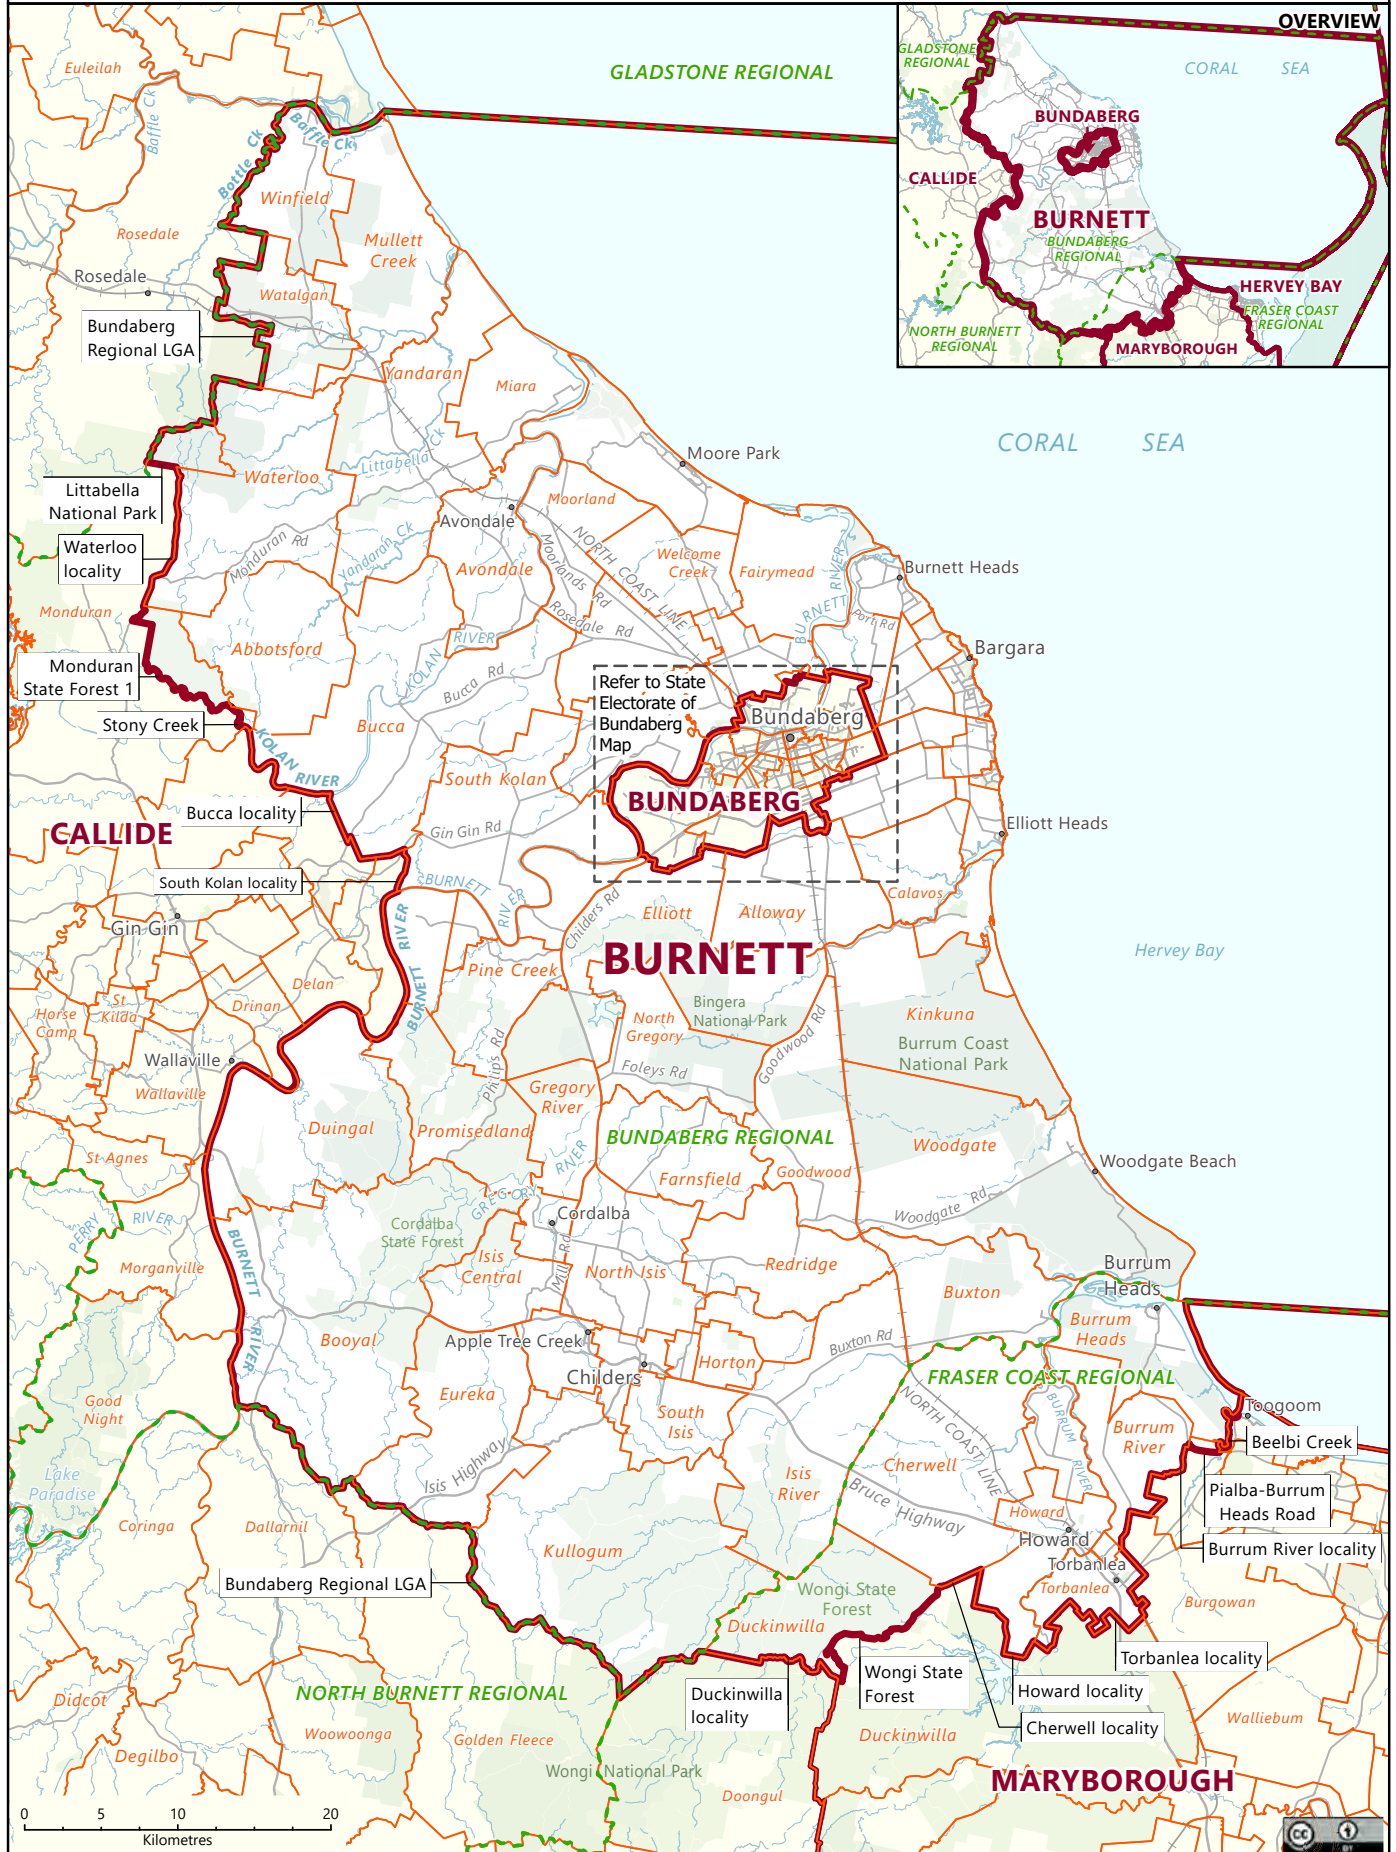 OVERVIEW
GLADSTONE
REGIONAL
CORAL SEA
BUNDABERG
CALLIDE
BURNETT
BUNDABERG
REGIONAL
HERVEY BAY
FRASER COAST
REGIONAL
NORTH BURNETT
REGIONAL
MARYBOROUGH
GLADSTONE REGIONAL
Euleilah
Baffle Ck
Bottle Ck
Baffle Ck
Winfield
Rosedale
Mullett
Creek
Rosedale
Watalgan
Bundaberg
Regional LGA
Yandaran
Miara
CORAL SEA
Moore Park
Littabella Ck
Waterloo
Littabella
National Park
Moorland
Avondale
Monduran Rd
Yandaran Ck
Waterloo
locality
NORTH COAST LINE
Moorlands Rd
Welcome
Creek
Fairymead
BURNETT RIVER
Burnett Heads
Avondale
Monduran
Rosedale Rd
Port Rd
Abbotsford
KOLAN RIVER
Bargara
Monduran
State Forest 1
Bucca Rd
Refer to State
Electorate of
Bundaberg
Map
Stony Creek
Bucca
Bundaberg
KOLAN RIVER
South Kolan
BUNDABERG
Bucca locality
CALLIDE
Gin Gin Rd
Elliott Heads
South Kolan locality
BURNETT RIVER
Calavos
Gin Gin
BURNETT RIVER
Childers Rd
Elliott
Alloway
BURNETT
Hervey Bay
Pine Creek
Delan
St
Kilda
Drinan
Horse
Camp
Bingera
National Park
North
Gregory
Goodwood Rd
Kinkuna
Burrum Coast
National Park
Wallaville
Philips Rd
Foleys Rd
Wallaville
Gregory
River
Duingal
Promisedland
BUNDABERG REGIONAL
Woodgate
St Agnes
Farnsfield
Goodwood
Woodgate Beach
GREGORY RIVER
PERRY RIVER
Cordalba
State Forest
Cordalba
Woodgate Rd
BURNETT RIVER
Morganville
Isis
Central
Mill Rd
North Isis
Redridge
Burrum
Heads
Buxton
Booyal
Apple Tree Creek
Buxton Rd
Burrum
Heads
Childers
Horton
FRASER COAST REGIONAL
Good
Night
Eureka
South
Isis
NORTH COAST LINE
BURRUM RIVER
Toogoom
Burrum
River
Beelbi Creek
Isis Highway
Isis
River
Cherwell
Lake
Paradise
Bruce Highway
Pialba-Burrum
Heads Road
Coringa
Dallarnil
Howard
Howard
Burrum River locality
Kullogum
Torbanlea
Bundaberg Regional LGA
Wongi State
Forest
Torbanlea
Burgowan
Duckinwilla
Torbanlea locality
Wongi State
Forest
NORTH BURNETT REGIONAL
Duckinwilla
locality
Howard locality
Didcot
Cherwell locality
Walliebum
Woowoonga
Golden Fleece
Duckinwilla
Degilbo
Wongi National Park
MARYBOROUGH
Doongul
0 5 10 20
Kilometres
CC
BY